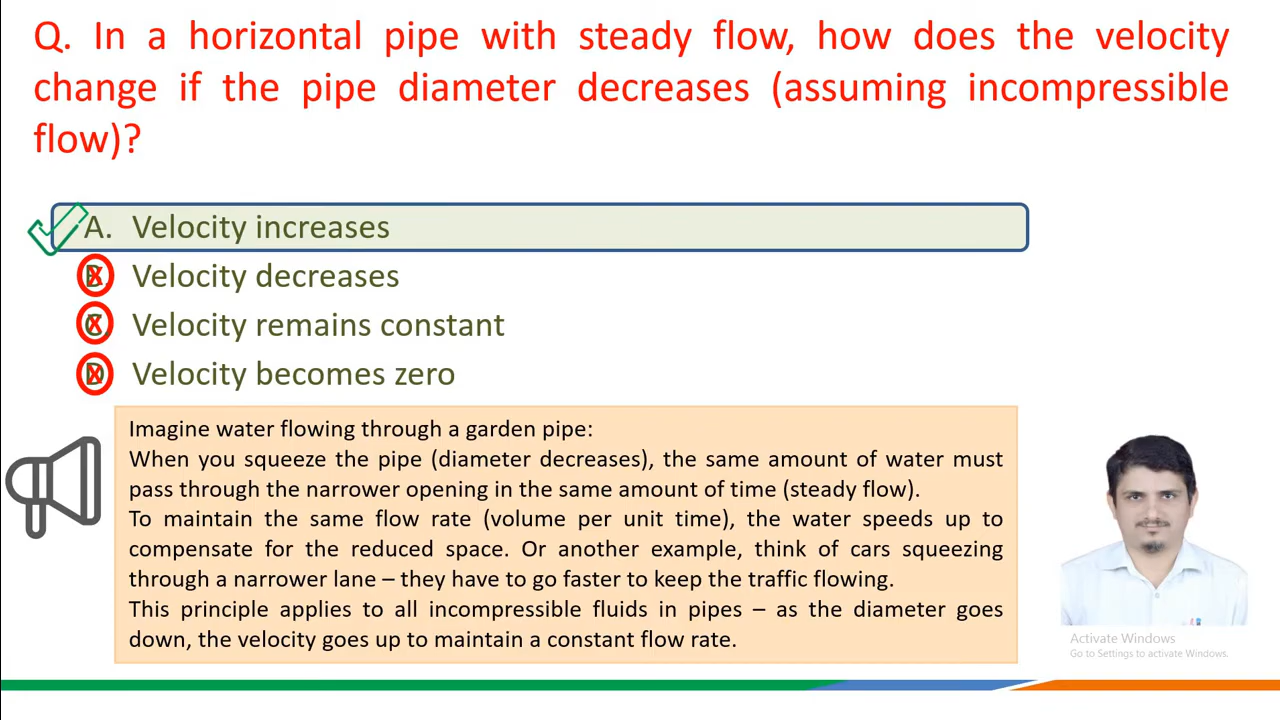 Q. In a horizontal pipe with steady flow, how does the velocity
change if the pipe diameter decreases (assuming incompressible
flow)?
A. Velocity increases
B. Velocity decreases
C. Velocity remains constant
D. Velocity becomes zero
Imagine water flowing through a garden pipe:
When you squeeze the pipe (diameter decreases), the same amount of water must
pass through the narrower opening in the same amount of time (steady flow).
To maintain the same flow rate (volume per unit time), the water speeds up to
compensate for the reduced space. Or another example, think of cars squeezing
through a narrower lane – they have to go faster to keep the traffic flowing.
This principle applies to all incompressible fluids in pipes – as the diameter goes
down, the velocity goes up to maintain a constant flow rate.
Activate Windows
Go to Settings to activate Windows.